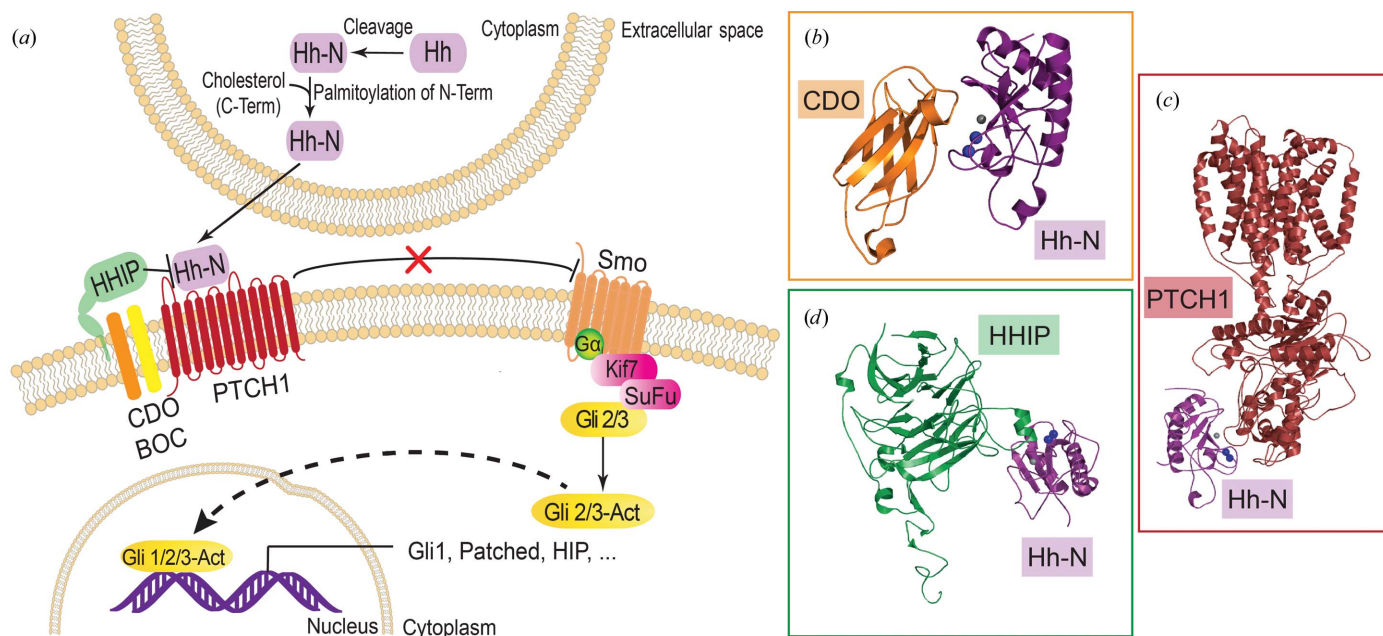 (a)
Cleavage
Hh-N
Hh
Cytoplasm
Extracellular space
Cholesterol
(C-Term)
Palmitoylation of N-Term
Hh-N
HHIP
Hh-N
Smo
Gα
Kif7
SuFu
PTCH1
CDO
BOC
Gli 2/3
Gli 2/3-Act
Gli 1/2/3-Act
Gli1, Patched, HIP, ...
Nucleus
Cytoplasm
(b)
CDO
Hh-N
(c)
PTCH1
Hh-N
(d)
HHIP
Hh-N